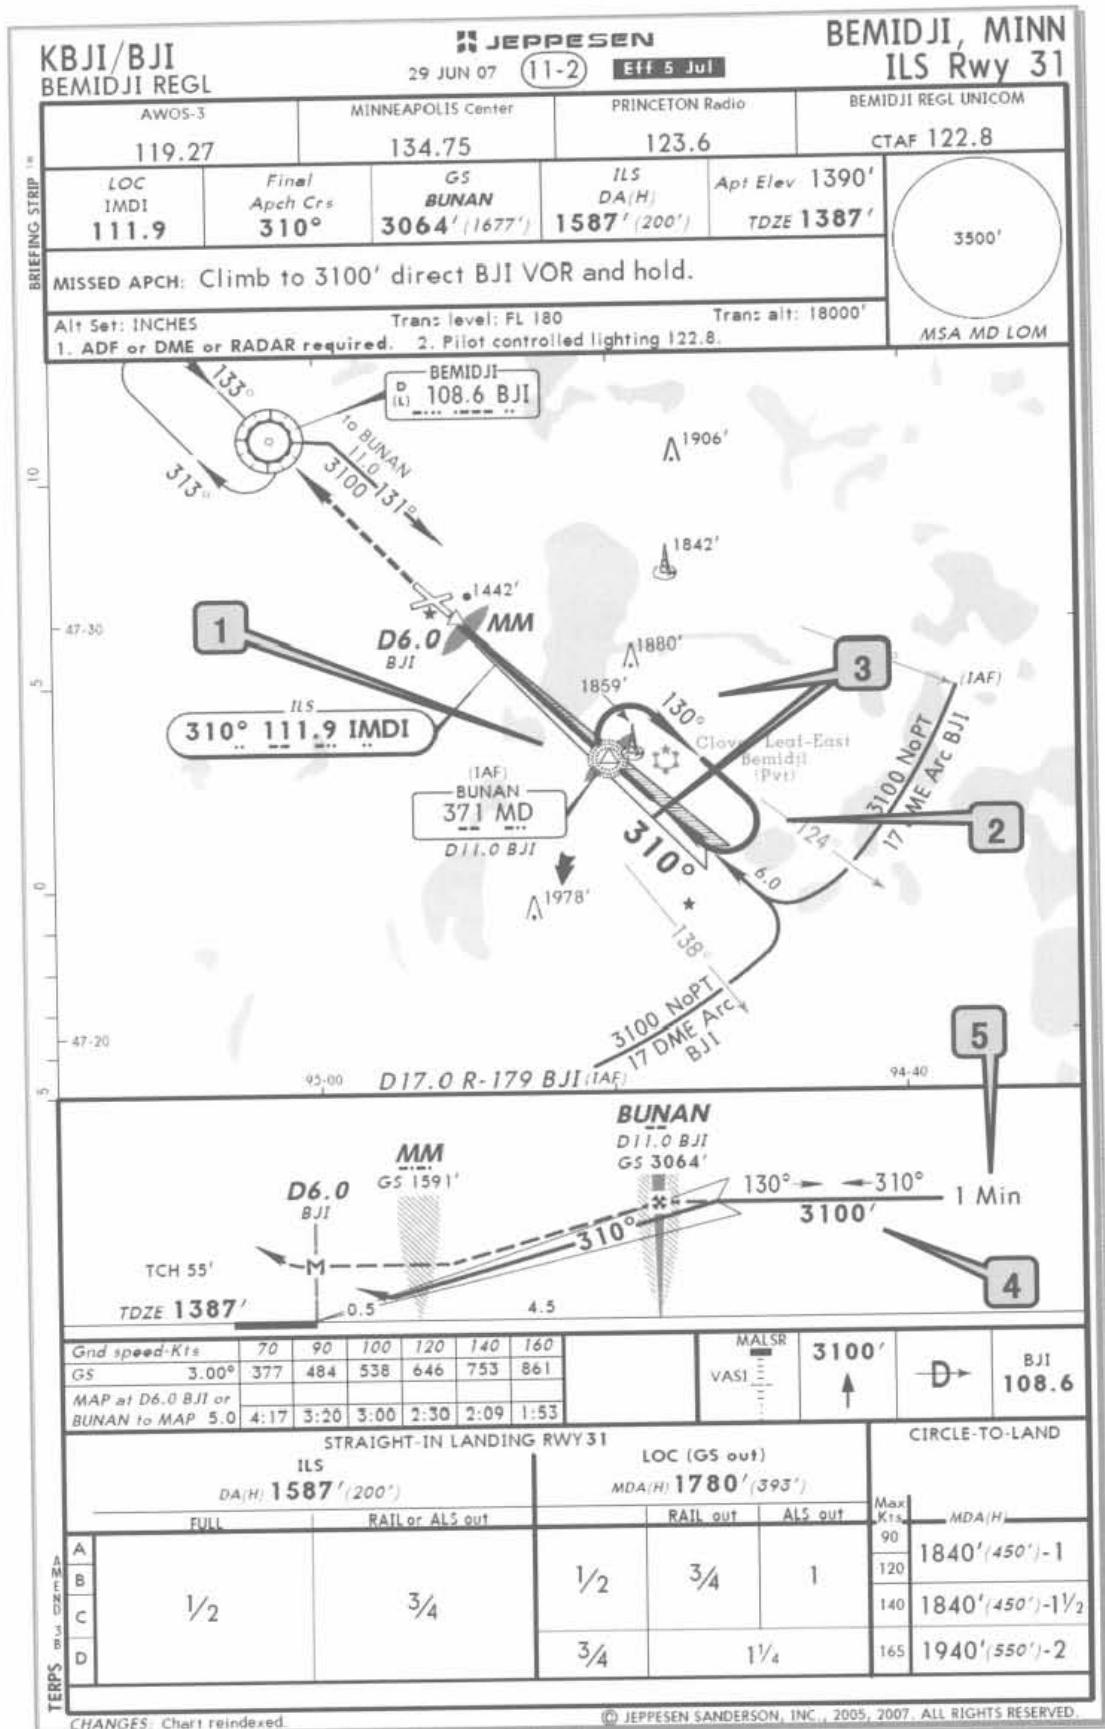 KBJI/BJI
BEMIDJI REGL
JEPPESEN
29 JUN 07 11-2 Eff 5 Jul
BEMIDJI, MINN
ILS Rwy 31
BRIEFING STRIP TM
AWOS-3
119.27
MINNEAPOLIS Center
134.75
PRINCETON Radio
123.6
BEMIDJI REGL UNICOM
CTAF 122.8
LOC
IMDI
111.9
Final
Apch Crs
310°
GS
BUNAN
3064' (1677')
ILS
DA(H)
1587' (200')
Apt Elev 1390'
TDZE 1387'
3500'
MSA MD LOM
MISSED APCH: Climb to 3100' direct BJI VOR and hold.
Alt Set: INCHES Trans level: FL 180 Trans alt: 18000'
1. ADF or DME or RADAR required. 2. Pilot controlled lighting 122.8.
133°
313°
BEMIDJI
D
(L) 108.6 BJI
to BUNAN
11.0
3100 131°
1906'
1842'
1442'
47-30
1
D6.0
BJI
MM
1880'
1859'
3
(IAF)
ILS
310° 111.9 IMDI
130°
Clover Leaf-East
Bemidji
(Pvt)
(IAF)
BUNAN
371 MD
D11.0 BJI
3100 NoPT
17 DME Arc BJI
2
124°
310°
6.0
1978'
138°
3100 NoPT
17 DME Arc
BJI
10
5
0
5
47-20
95-00
D17.0 R-179 BJI (IAF)
94-40
5
BUNAN
D11.0 BJI
GS 3064'
MM
GS 1591'
D6.0
BJI
130° 310°
3100'
1 Min
310°
4
M
TCH 55'
TDZE 1387'
0.5
4.5
Gnd speed-Kts 70 90 100 120 140 160
GS 3.00° 377 484 538 646 753 861
MAP at D6.0 BJI or
BUNAN to MAP 5.0 4:17 3:20 3:00 2:30 2:09 1:53
MALSR
VASI
3100'
D
BJI
108.6
STRAIGHT-IN LANDING RWY 31
CIRCLE-TO-LAND
ILS
DA(H) 1587' (200')
LOC (GS out)
MDA(H) 1780' (393')
FULL RAIL or ALS out
RAIL out ALS out
Max
Kts MDA(H)
A
B
C
D
1/2
3/4
1/2
3/4
1
3/4
1 1/4
90
120
1840' (450')-1
140 1840' (450')-1 1/2
165 1940' (550')-2
TERPS AMEND 3B
CHANGES: Chart reindexed.
© JEPPESEN SANDERSON, INC., 2005, 2007. ALL RIGHTS RESERVED.